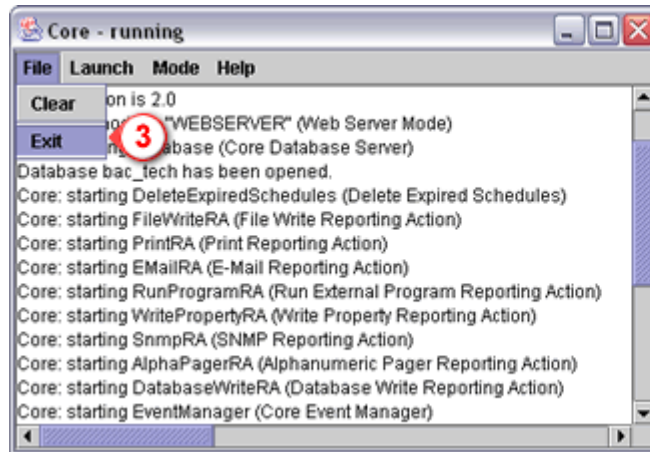 Core - running
File Launch Mode Help
Clear
Exit
3
on is 2.0
"WEBSERVER" (Web Server Mode)
abase (Core Database Server)
Database bac_tech has been opened.
Core: starting DeleteExpiredSchedules (Delete Expired Schedules)
Core: starting FileWriteRA (File Write Reporting Action)
Core: starting PrintRA (Print Reporting Action)
Core: starting EMailRA (E-Mail Reporting Action)
Core: starting RunProgramRA (Run External Program Reporting Action)
Core: starting WritePropertyRA (Write Property Reporting Action)
Core: starting SnmpRA (SNMP Reporting Action)
Core: starting AlphaPagerRA (Alphanumeric Pager Reporting Action)
Core: starting DatabaseWriteRA (Database Write Reporting Action)
Core: starting EventManager (Core Event Manager)